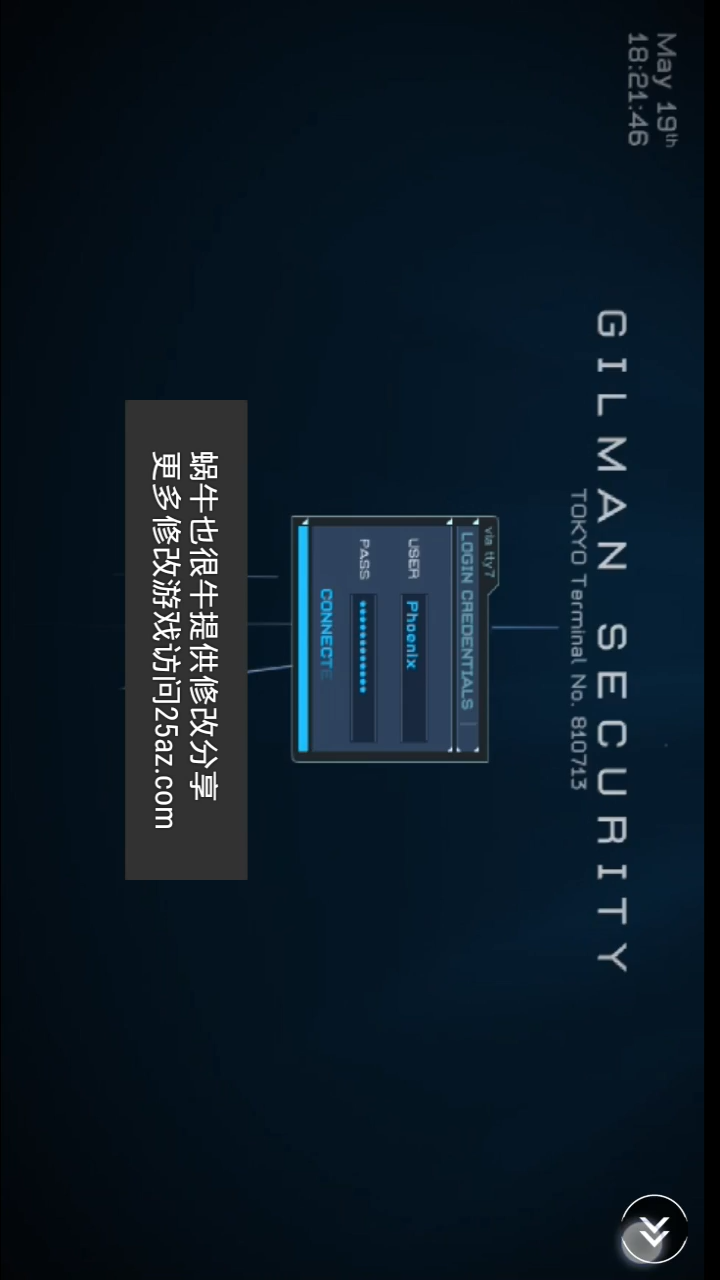 May 19th
18:21:46
GILMAN SECURITY
TOKYO Terminal No. 810713
via tty7
LOGIN CREDENTIALS
USER Phoenix
PASS ••••••••••••
CONNECTE
蜗牛也很牛提供修改分享
更多修改游戏访问25az.com